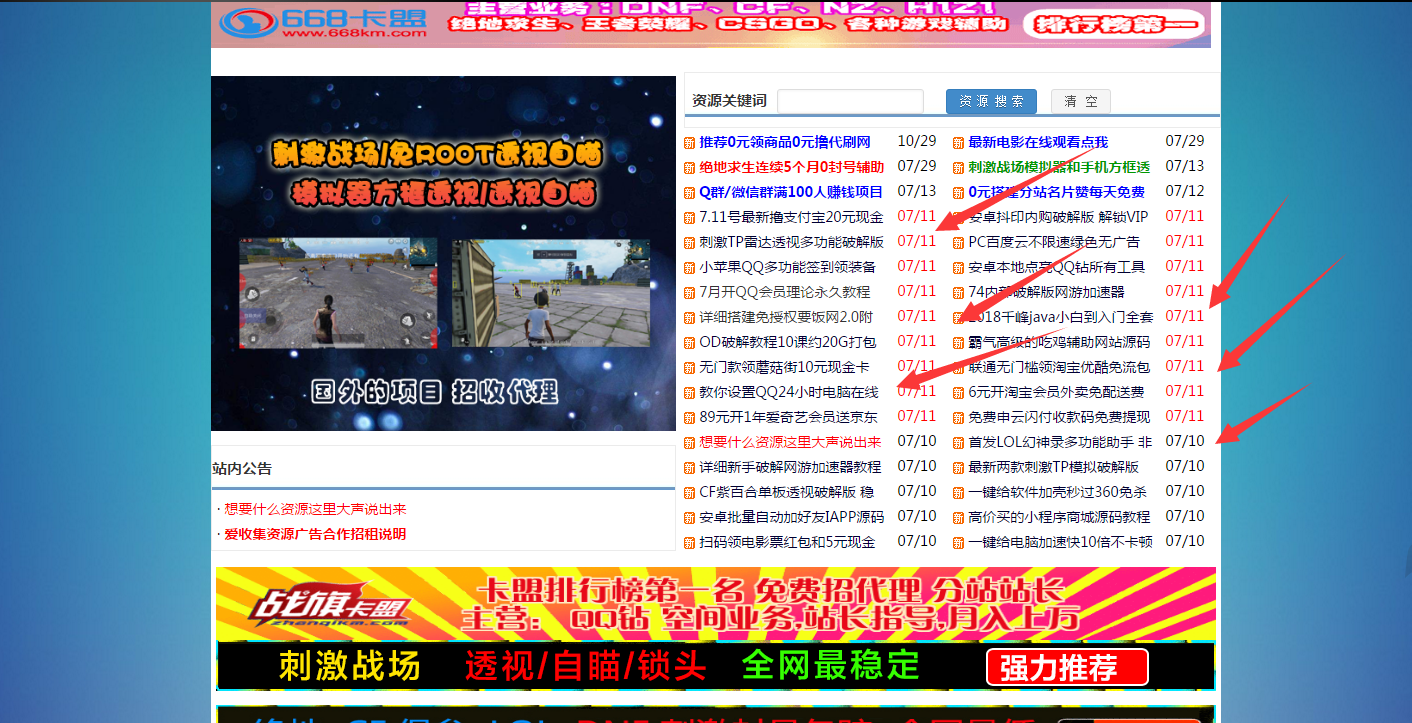 668卡盟
www.668km.com
主营业务：DNF、CF、NZ、H1Z1
绝地求生、王者荣耀、CSGO、各种游戏辅助
排行榜第一
刺激战场/免ROOT透视自瞄
模拟器方框透视/透视自瞄
国外的项目 招收代理
站内公告
· 想要什么资源这里大声说出来
· 爱收集资源广告合作招租说明
资源关键词
资源搜索
清 空
新 推荐0元领商品0元撸代刷网 10/29 新 最新电影在线观看点我 07/29
新 绝地求生连续5个月0封号辅助 07/29 新 刺激战场模拟器和手机方框透 07/13
新 Q群/微信群满100人赚钱项目 07/13 新 0元搭建分站名片赞每天免费 07/12
新 7.11号最新撸支付宝20元现金 07/11 新 安卓抖印内购破解版 解锁VIP 07/11
新 刺激TP雷达透视多功能破解版 07/11 新 PC百度云不限速绿色无广告 07/11
新 小苹果QQ多功能签到领装备 07/11 新 安卓本地点亮QQ钻所有工具 07/11
新 7月开QQ会员理论永久教程 07/11 新 74内部破解版网游加速器 07/11
新 详细搭建免授权要饭网2.0附 07/11 新 2018千峰java小白到入门全套 07/11
新 OD破解教程10课约20G打包 07/11 新 霸气高级的吃鸡辅助网站源码 07/11
新 无门款领蘑菇街10元现金卡 07/11 新 联通无门槛领淘宝优酷免流包 07/11
新 教你设置QQ24小时电脑在线 07/11 新 6元开淘宝会员外卖免配送费 07/11
新 89元开1年爱奇艺会员送京东 07/11 新 免费申云闪付收款码免费提现 07/11
新 想要什么资源这里大声说出来 07/10 新 首发LOL幻神录多功能助手 非 07/10
新 详细新手破解网游加速器教程 07/10 新 最新两款刺激TP模拟破解版 07/10
新 CF紫百合单板透视破解版 稳 07/10 新 一键给软件加壳秒过360免杀 07/10
新 安卓批量自动加好友IAPP源码 07/10 新 高价买的小程序商城源码教程 07/10
新 扫码领电影票红包和5元现金 07/10 新 一键给电脑加速快10倍不卡顿 07/10
战旗卡盟
zhanqikm.com
卡盟排行榜第一名 免费招代理 分站站长
主营： QQ钻 空间业务,站长指导,月入上万
刺激战场 透视/自瞄/锁头 全网最稳定 强力推荐